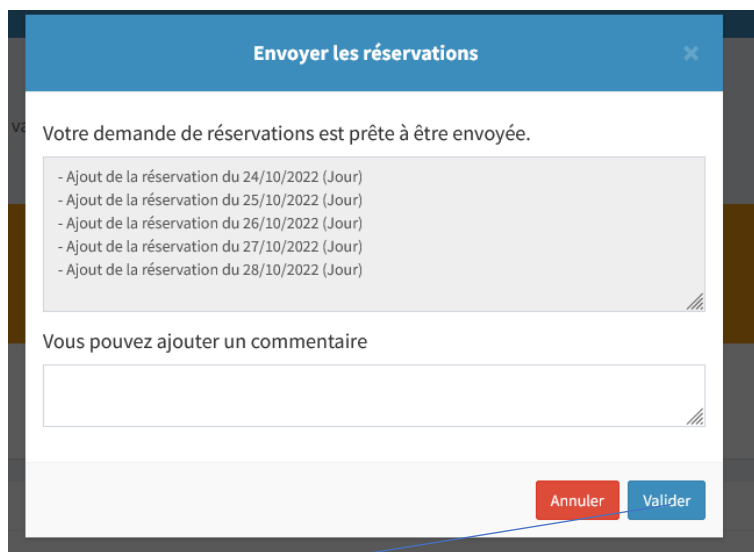 Envoyer les réservations ×
va
Votre demande de réservations est prête à être envoyée.
- Ajout de la réservation du 24/10/2022 (Jour)
- Ajout de la réservation du 25/10/2022 (Jour)
- Ajout de la réservation du 26/10/2022 (Jour)
- Ajout de la réservation du 27/10/2022 (Jour)
- Ajout de la réservation du 28/10/2022 (Jour)
Vous pouvez ajouter un commentaire
Annuler Valider